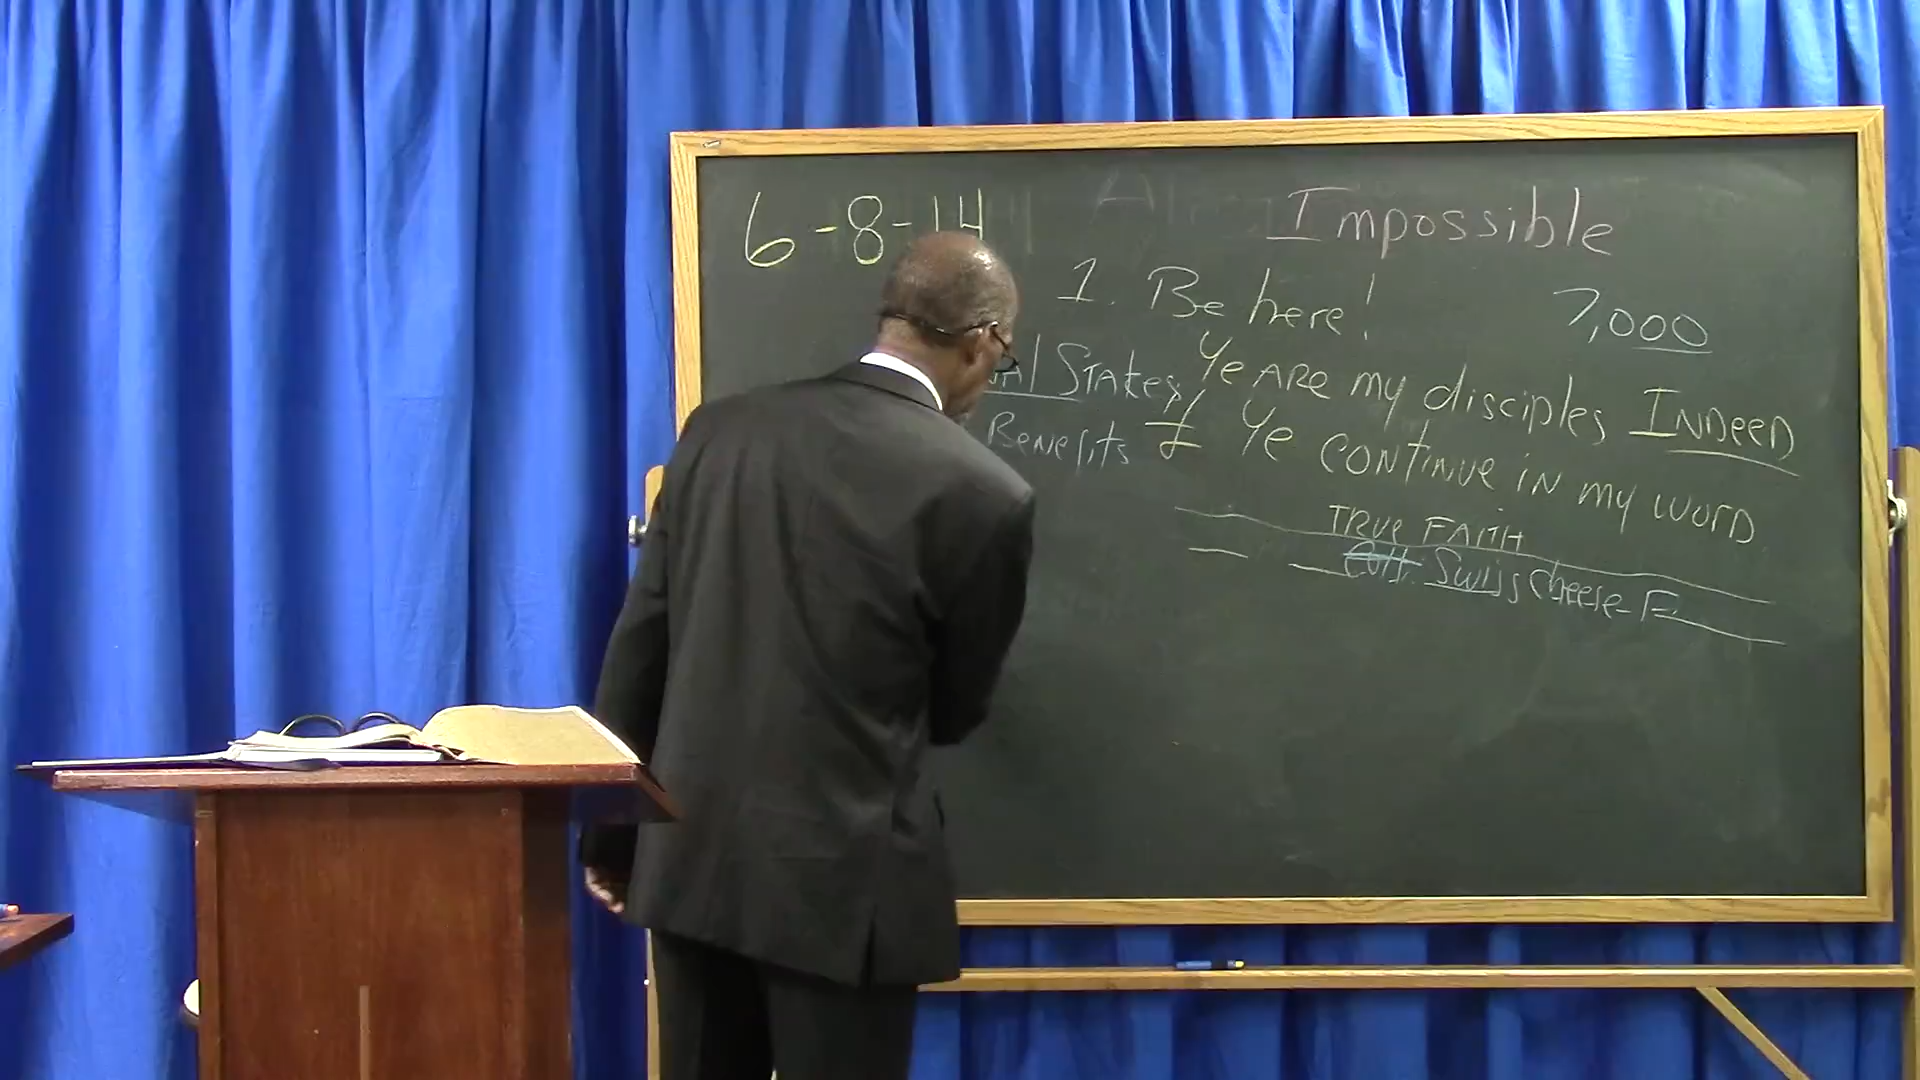 6-8-14
Impossible
1. Be here!
7,000
Stakes
Ye ARE my disciples INDeeD
Benefits
If Ye CONTINUE iN my WORD
TRUE FAITH
Swiss cheese F